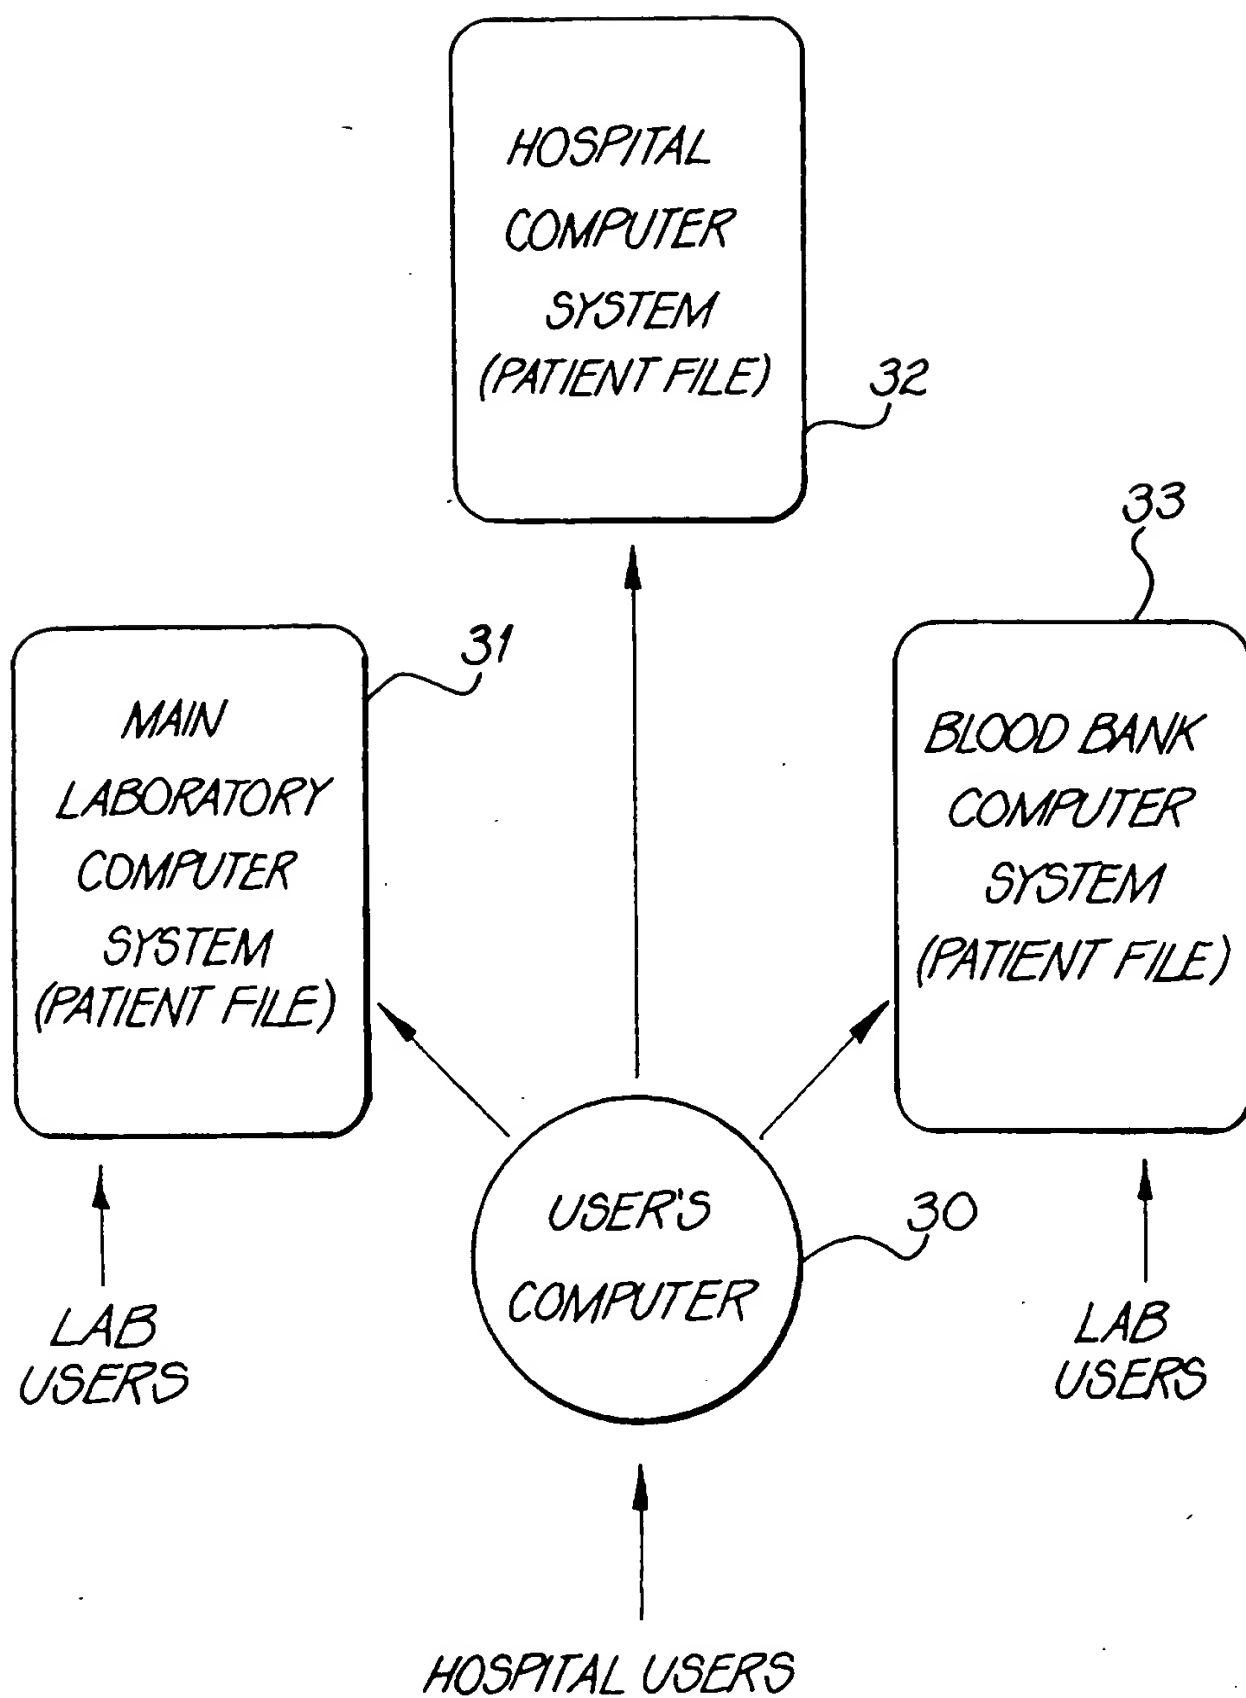 HOSPITAL
COMPUTER
SYSTEM
(PATIENT FILE)
32
33
31
MAIN
LABORATORY
COMPUTER
SYSTEM
(PATIENT FILE)
BLOOD BANK
COMPUTER
SYSTEM
(PATIENT FILE)
USER'S
COMPUTER
30
LAB
USERS
LAB
USERS
HOSPITAL USERS